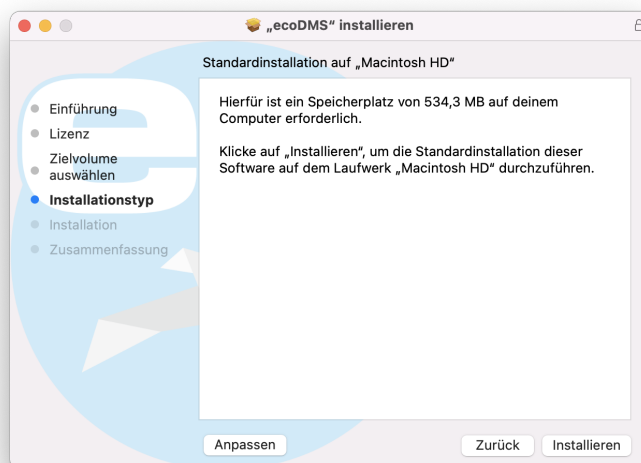 „ecoDMS“ installieren
Standardinstallation auf „Macintosh HD“
Einführung
Lizenz
Zielvolume
auswählen
Installationstyp
Installation
Zusammenfassung
Hierfür ist ein Speicherplatz von 534,3 MB auf deinem
Computer erforderlich.
Klicke auf „Installieren“, um die Standardinstallation dieser
Software auf dem Laufwerk „Macintosh HD“ durchzuführen.
Anpassen
Zurück
Installieren